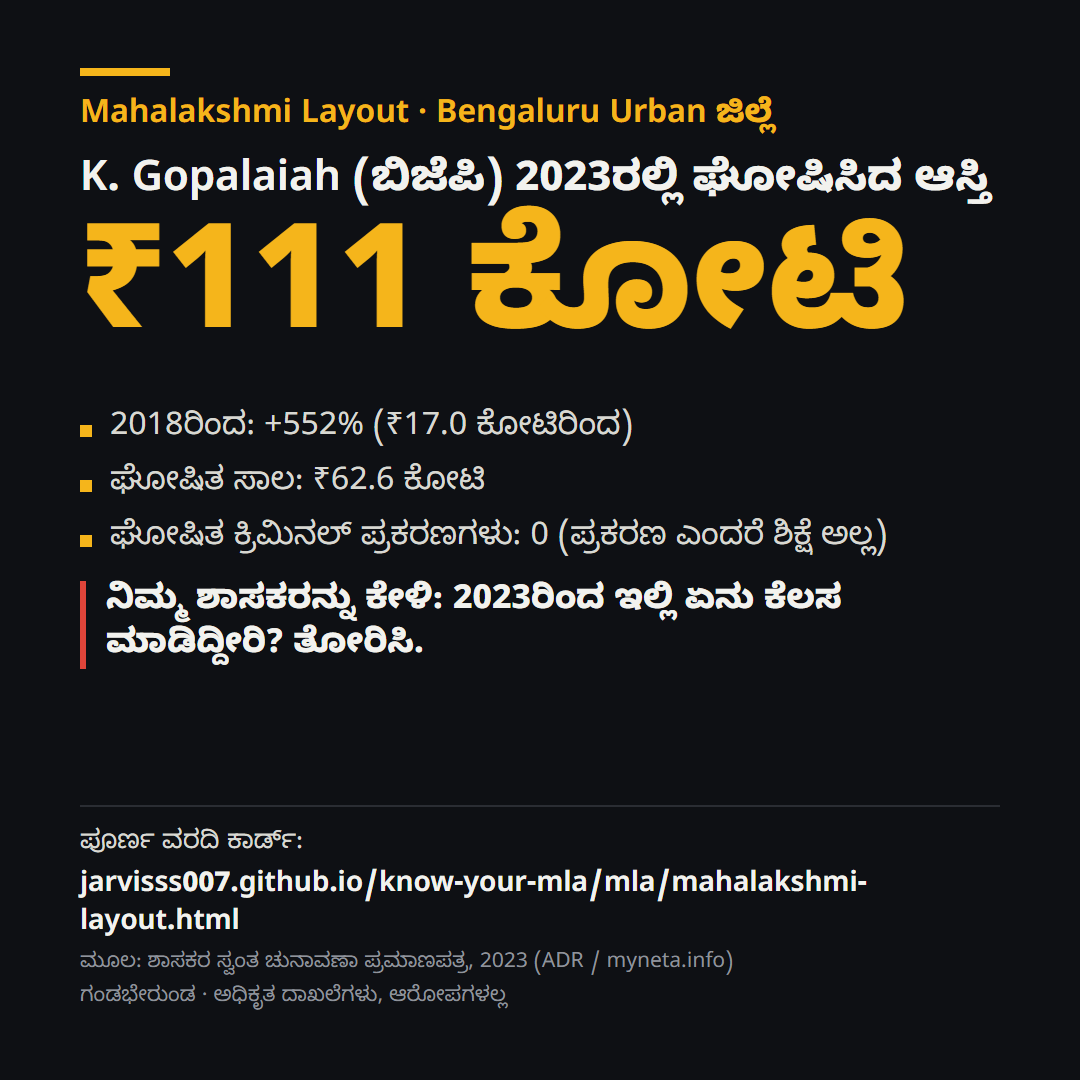 Mahalakshmi Layout · Bengaluru Urban ಜಿಲ್ಲೆ
K. Gopalaiah (ಬಿಜೆಪಿ) 2023ರಲ್ಲಿ ಘೋಷಿಸಿದ ಆಸ್ತಿ
₹111 ಕೋಟಿ
2018ರಿಂದ: +552% (₹17.0 ಕೋಟಿರಿಂದ)
ಘೋಷಿತ ಸಾಲ: ₹62.6 ಕೋಟಿ
ಘೋಷಿತ ಕ್ರಿಮಿನಲ್ ಪ್ರಕರಣಗಳು: 0 (ಪ್ರಕರಣ ಎಂದರೆ ಶಿಕ್ಷೆ ಅಲ್ಲ)
ನಿಮ್ಮ ಶಾಸಕರನ್ನು ಕೇಳಿ: 2023ರಿಂದ ಇಲ್ಲಿ ಏನು ಕೆಲಸ
ಮಾಡಿದ್ದೀರಿ? ತೋರಿಸಿ.
ಪೂರ್ಣ ವರದಿ ಕಾರ್ಡ್:
jarvisss007.github.io/know-your-mla/mla/mahalakshmi-
layout.html
ಮೂಲ: ಶಾಸಕರ ಸ್ವಂತ ಚುನಾವಣಾ ಪ್ರಮಾಣಪತ್ರ, 2023 (ADR / myneta.info)
ಗಂಡಭೇರುಂಡ · ಅಧಿಕೃತ ದಾಖಲೆಗಳು, ಆರೋಪಗಳಲ್ಲ